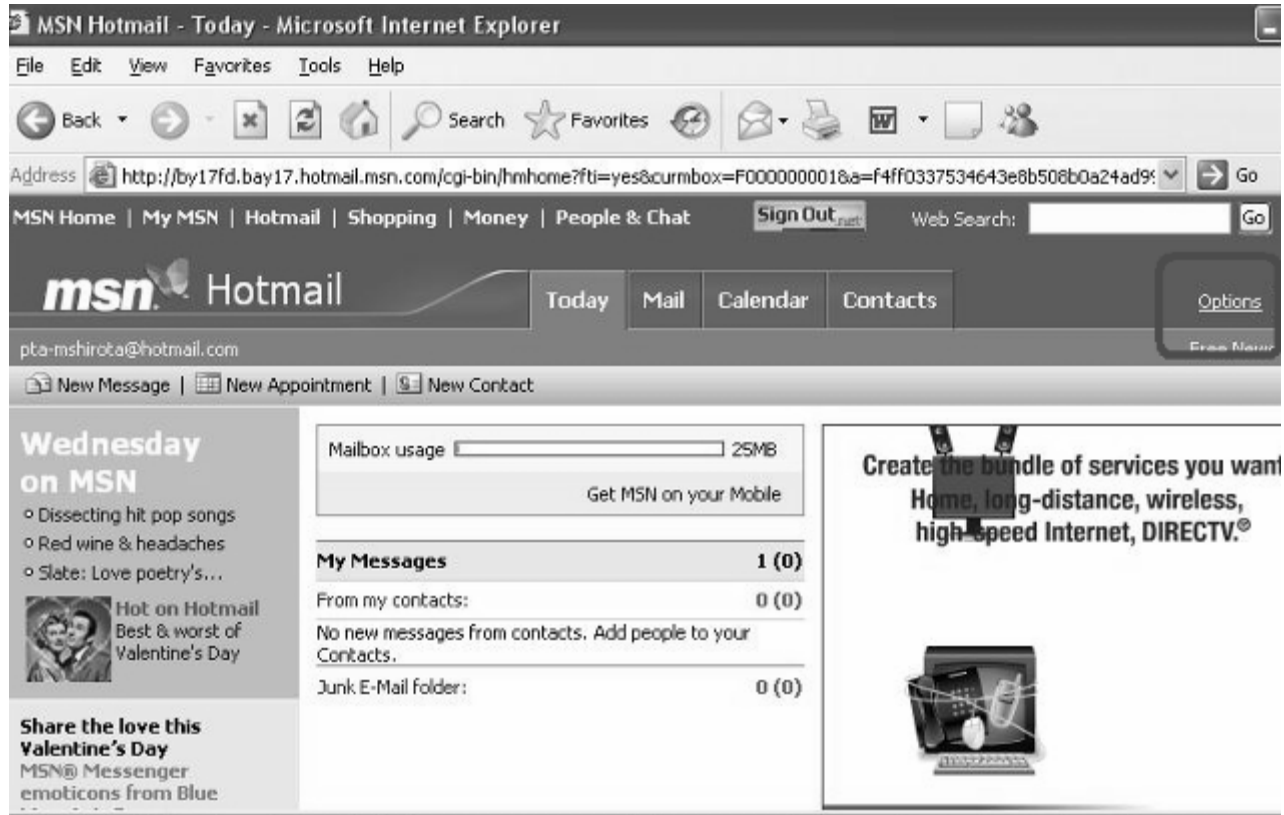 MSN Hotmail - Today - Microsoft Internet Explorer
File Edit View Favorites Tools Help
Back Search Favorites
Address http://by17fd.bay17.hotmail.msn.com/cgi-bin/hmhome?fti=yes&curmbox=F000000001&a=f4ff0337534643e8b508b0a24ad9 Go
MSN Home | My MSN | Hotmail | Shopping | Money | People & Chat Sign Out .net Web Search: Go
msn Hotmail Today Mail Calendar Contacts Options
pta-mshirota@hotmail.com Free News
New Message | New Appointment | New Contact
Wednesday
on MSN
Dissecting hit pop songs
Red wine & headaches
Slate: Love poetry's...
Hot on Hotmail
Best & worst of
Valentine's Day
Share the love this
Valentine's Day
MSN® Messenger
emoticons from Blue
Mailbox usage 25MB
Get MSN on your Mobile
My Messages 1 (0)
From my contacts: 0 (0)
No new messages from contacts. Add people to your
Contacts.
Junk E-Mail folder: 0 (0)
Create the bundle of services you want
Home, long-distance, wireless,
high-speed Internet, DIRECTV.®